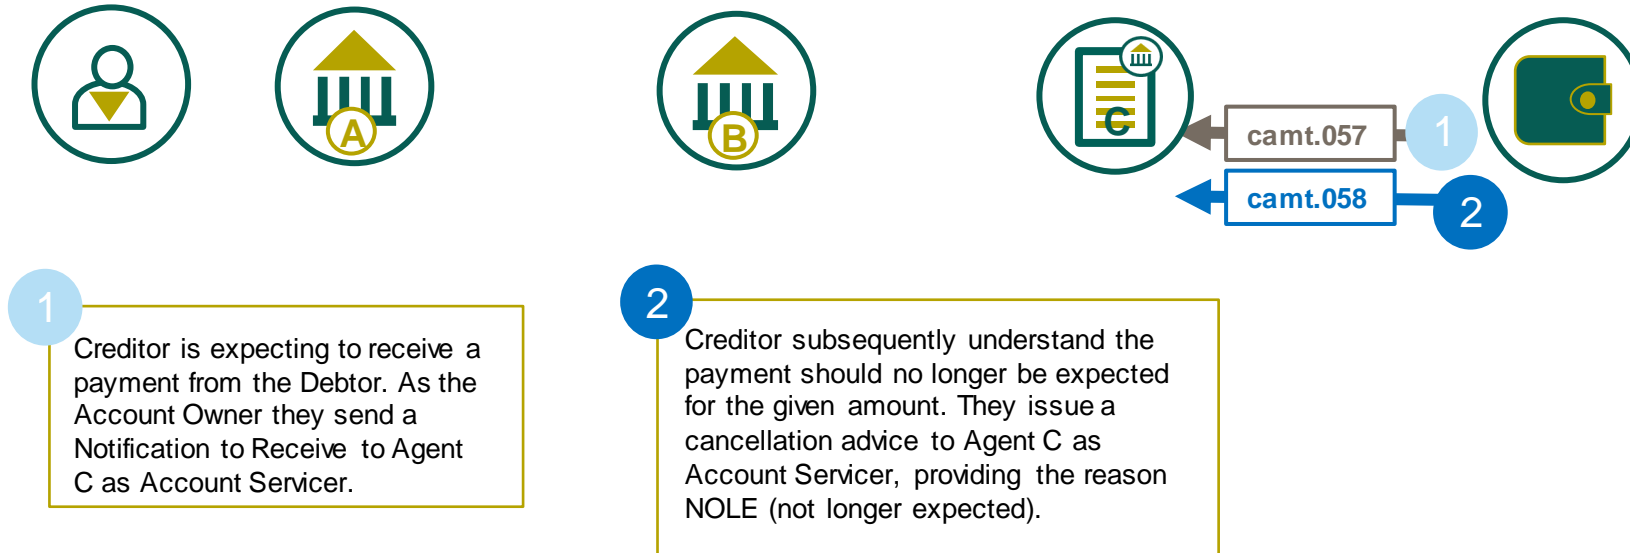 A
B
C
camt.057
1
camt.058
2
1
Creditor is expecting to receive a
payment from the Debtor. As the
Account Owner they send a
Notification to Receive to Agent
C as Account Servicer.
2
Creditor subsequently understand the
payment should no longer be expected
for the given amount. They issue a
cancellation advice to Agent C as
Account Servicer, providing the reason
NOLE (not longer expected).